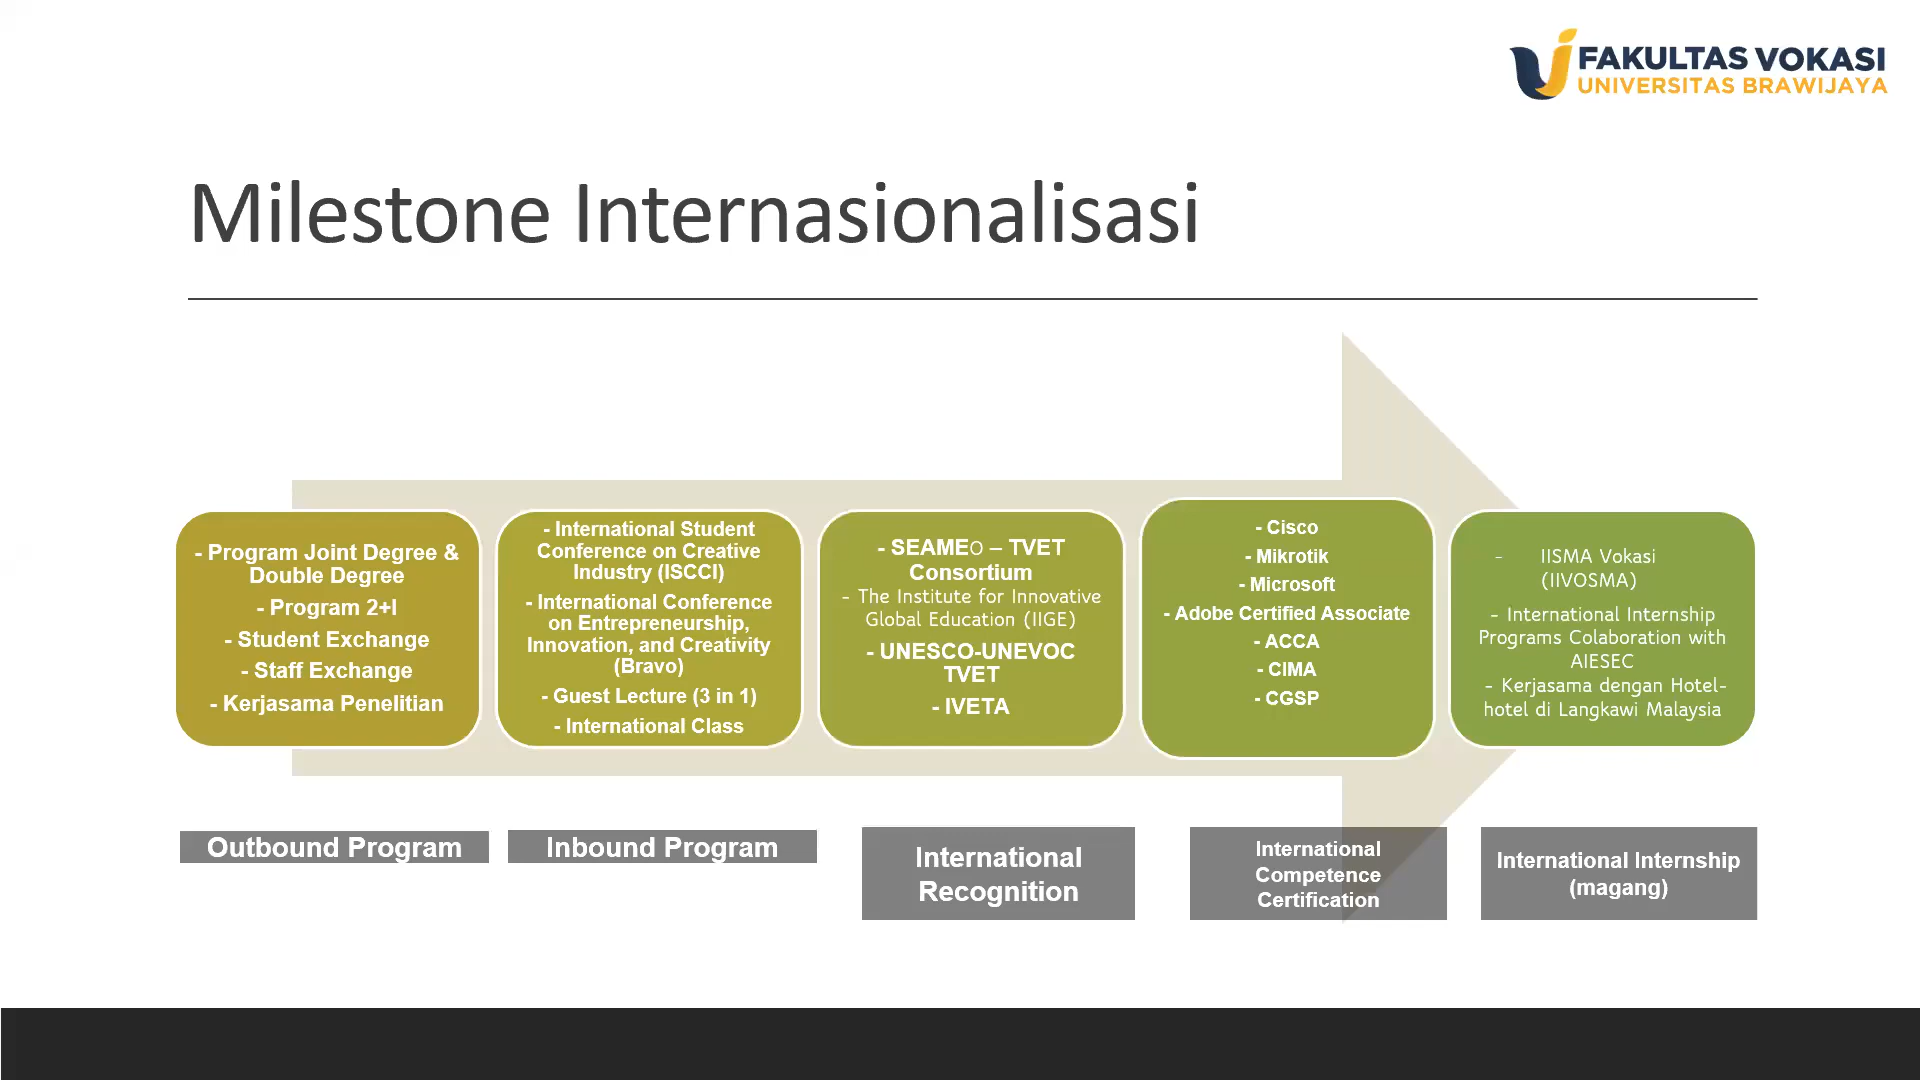 FAKULTAS VOKASI
UNIVERSITAS BRAWIJAYA
Milestone Internasionalisasi
- Program Joint Degree &
Double Degree
- Program 2+I
- Student Exchange
- Staff Exchange
- Kerjasama Penelitian
- International Student
Conference on Creative
Industry (ISCCI)
- International Conference
on Entrepreneurship,
Innovation, and Creativity
(Bravo)
- Guest Lecture (3 in 1)
- International Class
- SEAMEO – TVET
Consortium
- The Institute for Innovative
Global Education (IIGE)
- UNESCO-UNEVOC
TVET
- IVETA
- Cisco
- Mikrotik
- Microsoft
- Adobe Certified Associate
- ACCA
- CIMA
- CGSP
- IISMA Vokasi
(IIVOSMA)
- International Internship
Programs Colaboration with
AIESEC
- Kerjasama dengan Hotel-
hotel di Langkawi Malaysia
Outbound Program
Inbound Program
International
Recognition
International
Competence
Certification
International Internship
(magang)